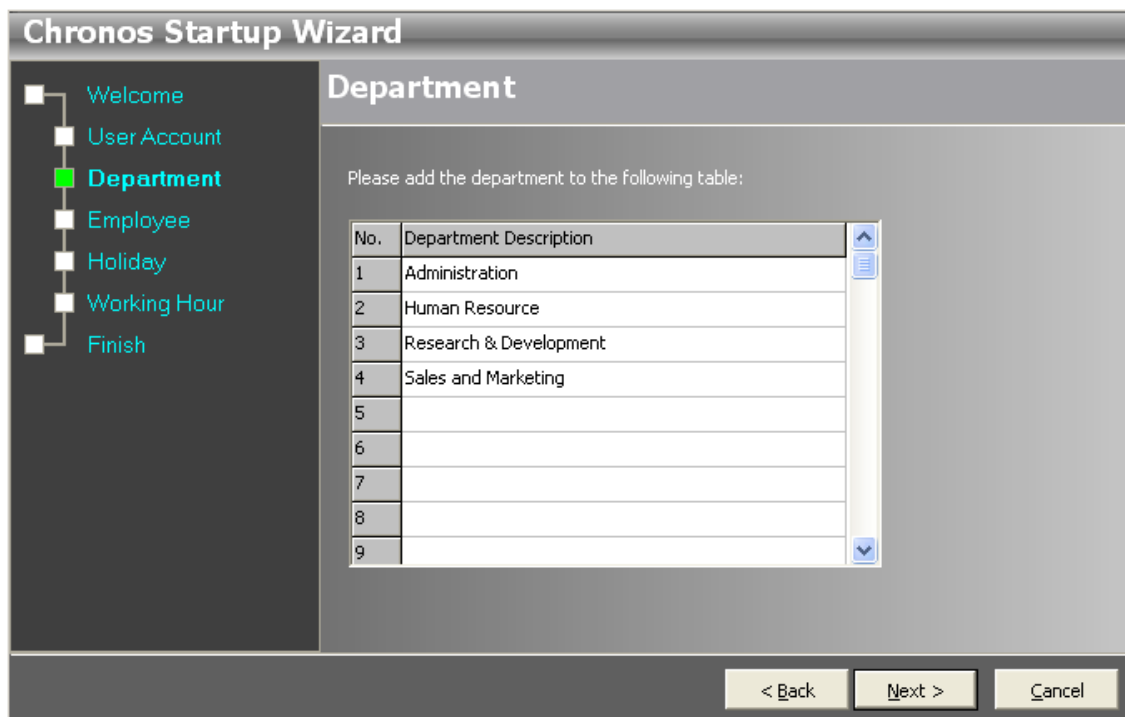 Chronos Startup Wizard
Welcome
User Account
Department
Employee
Holiday
Working Hour
Finish
Department
Please add the department to the following table:
No. Department Description
1 Administration
2 Human Resource
3 Research & Development
4 Sales and Marketing
5
6
7
8
9
< Back Next > Cancel